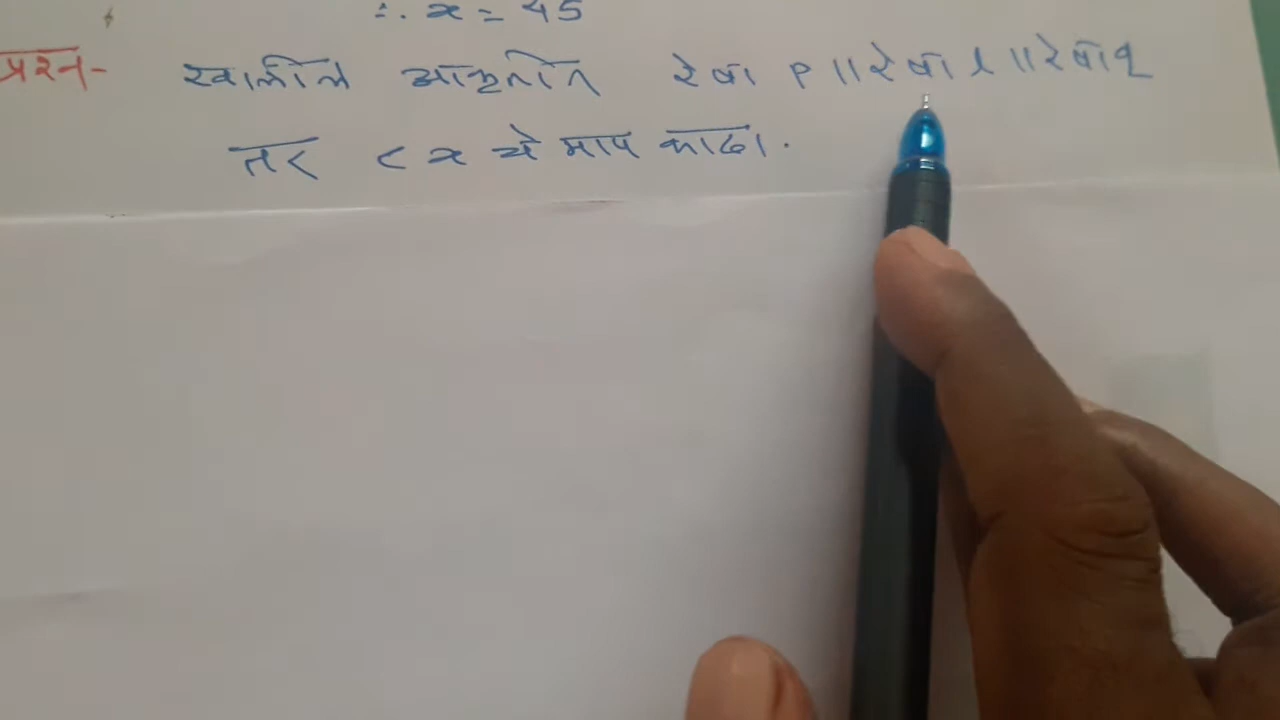 ∴ x = 45
प्रश्न- खालील आकृतीत रेषा P || रेषा l || रेषा q
तर < x चे माप काढा.